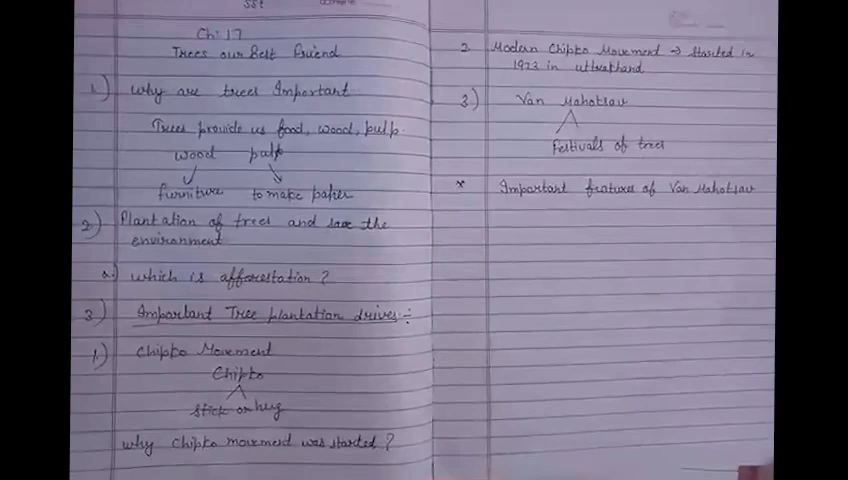 SSt
Ch: 17
Trees our Best Friend
1.) why are trees Important
Trees provide us food, wood, pulp.
wood pulp
furniture to make paper
2.) Plantation of trees and save the
environment
Q.) which is afforestation?
3) Important Tree plantation drives:-
1.) Chipko Movement
Chipko
stick or hug
why chipko movement was started?
2. Modern Chipko Movement → Started in
1973 in uttrakhand
3.) Van Mahotsav
Festivals of trees
* Important features of Van Mahotsav